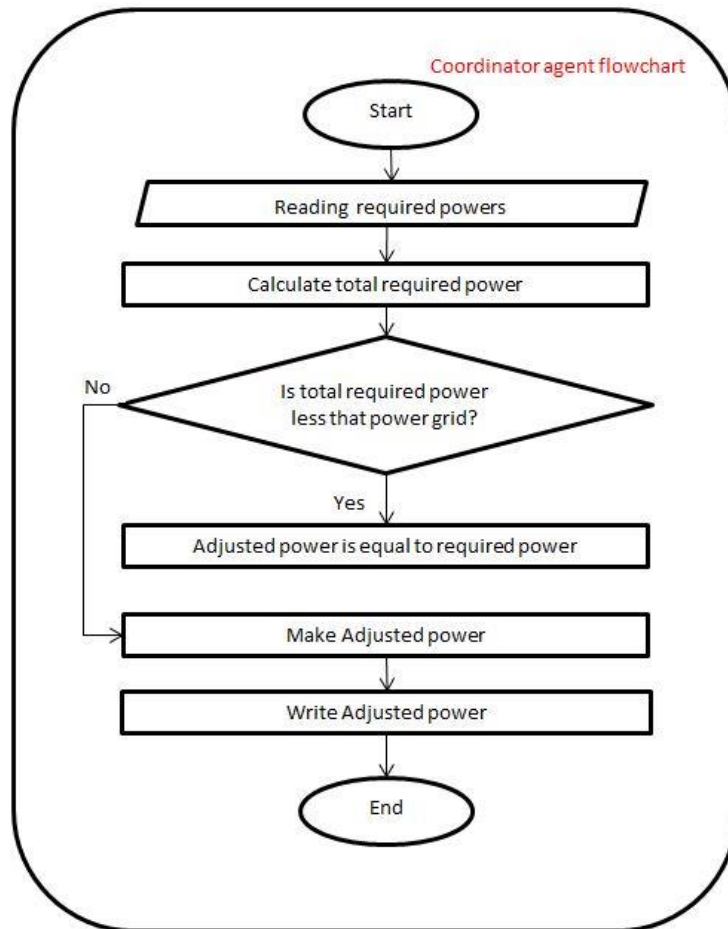 Coordinator agent flowchart
Start
Reading required powers
Calculate total required power
Is total required power
less that power grid?
No
Yes
Adjusted power is equal to required power
Make Adjusted power
Write Adjusted power
End